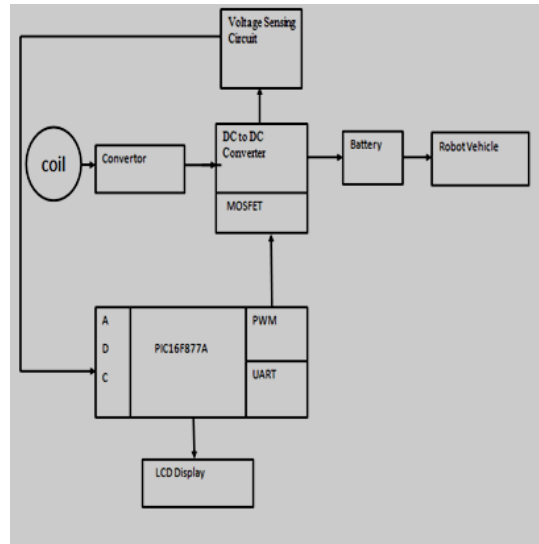 Voltage Sensing
Circuit
DC to DC
Converter
MOSFET
coil
Convertor
Battery
Robot Vehicle
A
D
C
PIC16F877A
PWM
UART
LCD Display